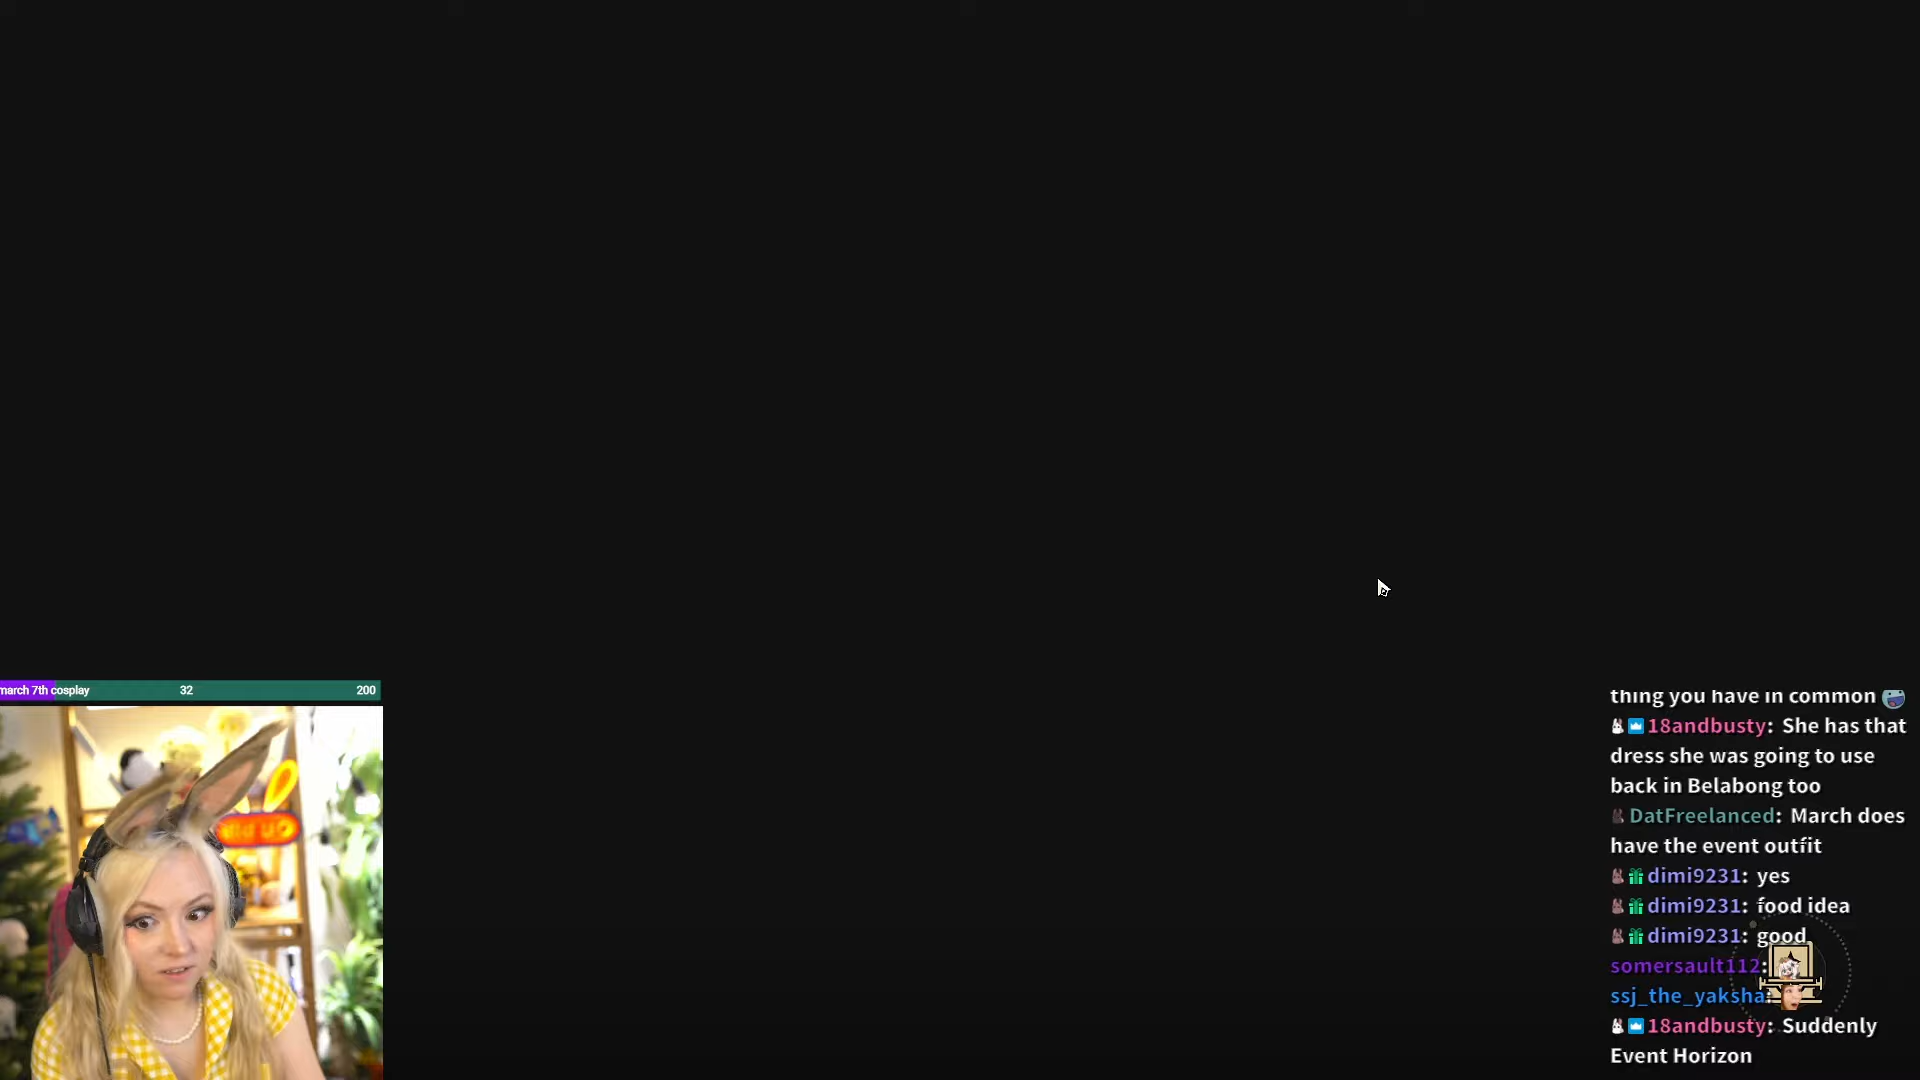 march 7th cosplay 32 200
thing you have in common
18andbusty: She has that
dress she was going to use
back in Belabong too
DatFreelanced: March does
have the event outfit
dimi9231: yes
dimi9231: food idea
dimi9231: good
somersault112:
ssj_the_yaksha:
18andbusty: Suddenly
Event Horizon